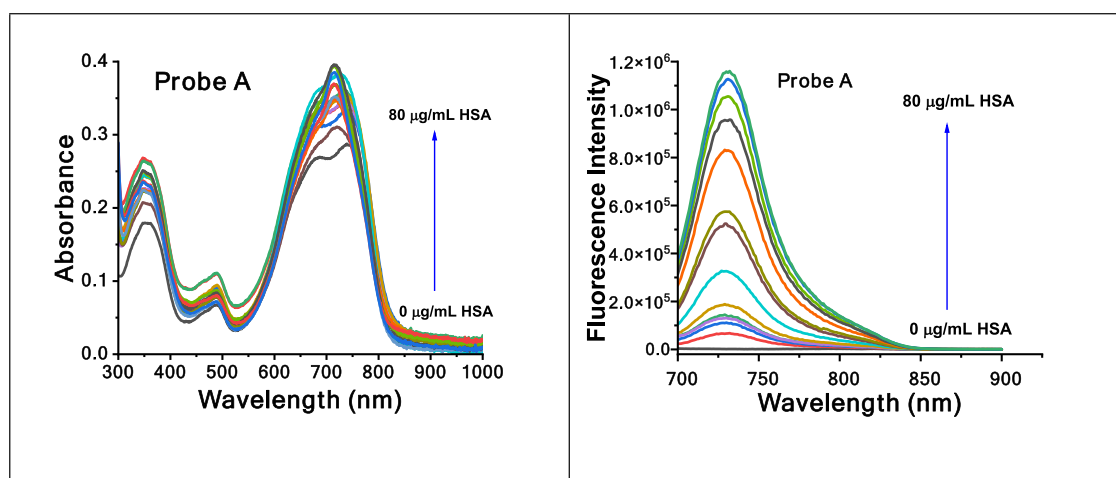 Probe A
Absorbance
0.4
0.3
0.2
0.1
0.0
80 μg/mL HSA
0 μg/mL HSA
300 400 500 600 700 800 900 1000
Wavelength (nm)
Probe A
Fluorescence Intensity
1.2×10⁶
1.0×10⁶
8.0×10⁵
6.0×10⁵
4.0×10⁵
2.0×10⁵
0.0
80 μg/mL HSA
0 μg/mL HSA
700 750 800 850 900
Wavelength (nm)